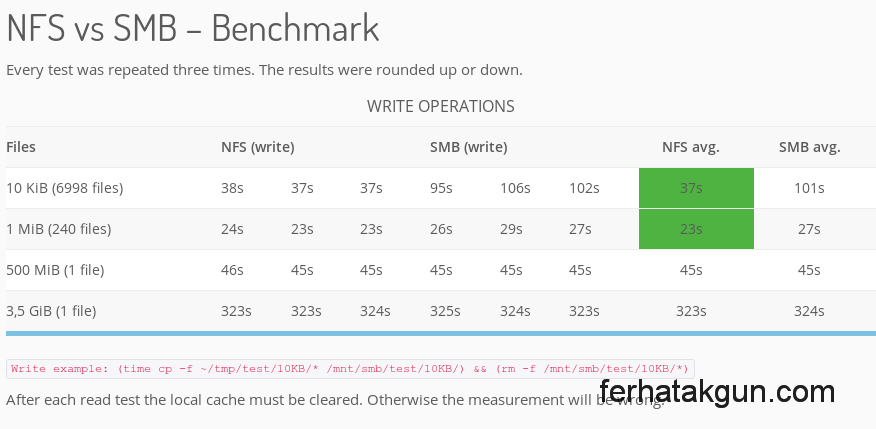 NFS vs SMB – Benchmark
Every test was repeated three times. The results were rounded up or down.
WRITE OPERATIONS
Files NFS (write) SMB (write) NFS avg. SMB avg.
10 KiB (6998 files) 38s 37s 37s 95s 106s 102s 37s 101s
1 MiB (240 files) 24s 23s 23s 26s 29s 27s 23s 27s
500 MiB (1 file) 46s 45s 45s 45s 45s 45s 45s 45s
3,5 GiB (1 file) 323s 323s 324s 325s 324s 323s 323s 324s
Write example: (time cp -f ~/tmp/test/10KB/* /mnt/smb/test/10KB/) && (rm -f /mnt/smb/test/10KB/*)
After each read test the local cache must be cleared. Otherwise the measurement will be wrong.
ferhatakgun.com